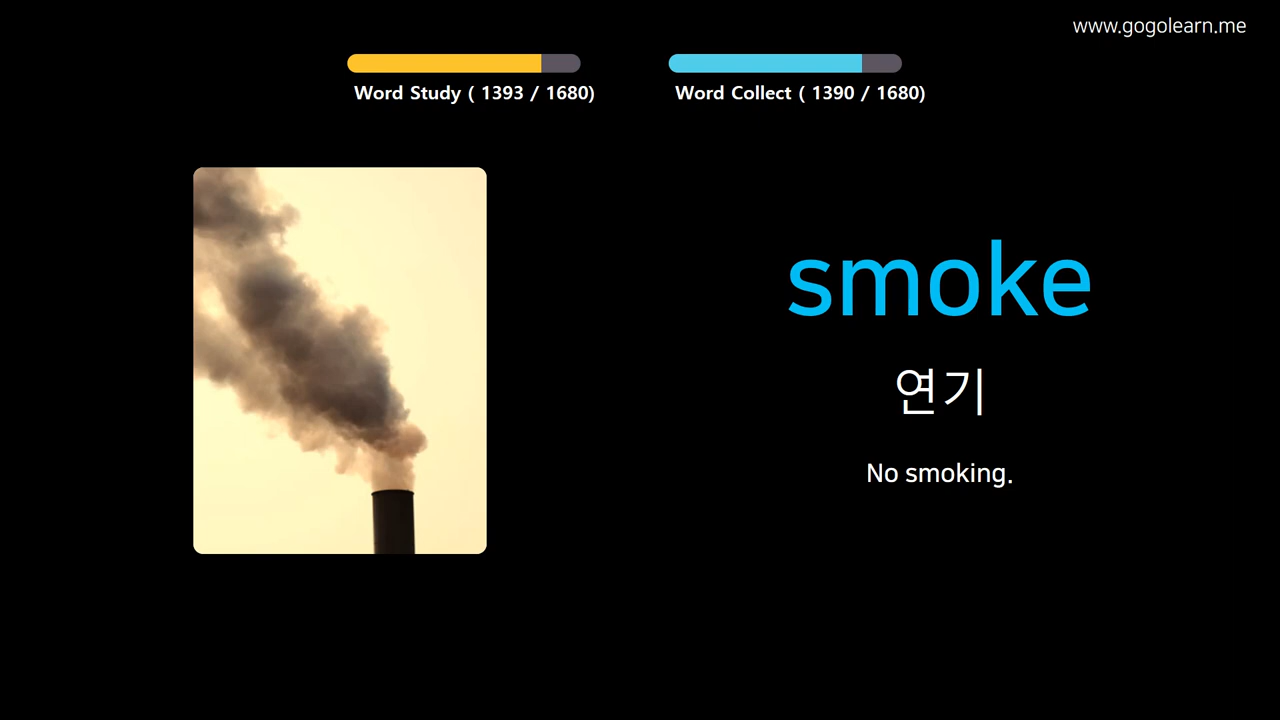 www.gogolearn.me
Word Study ( 1393 / 1680)
Word Collect ( 1390 / 1680)
smoke
연기
No smoking.